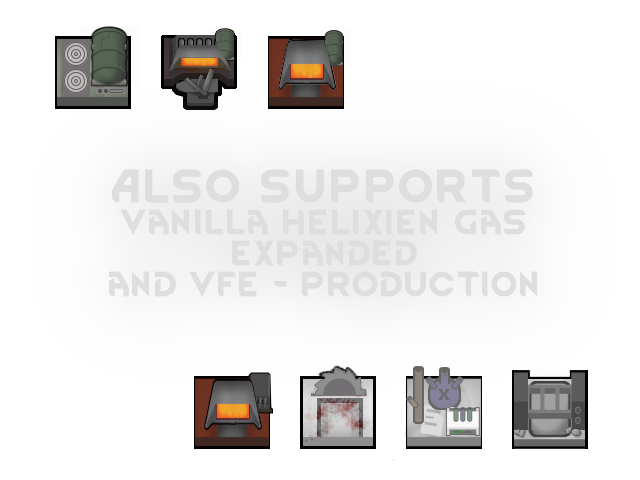 ALSO SUPPORTS
VANILLA HELIXIEN GAS
EXPANDED
AND VFE - PRODUCTION
X